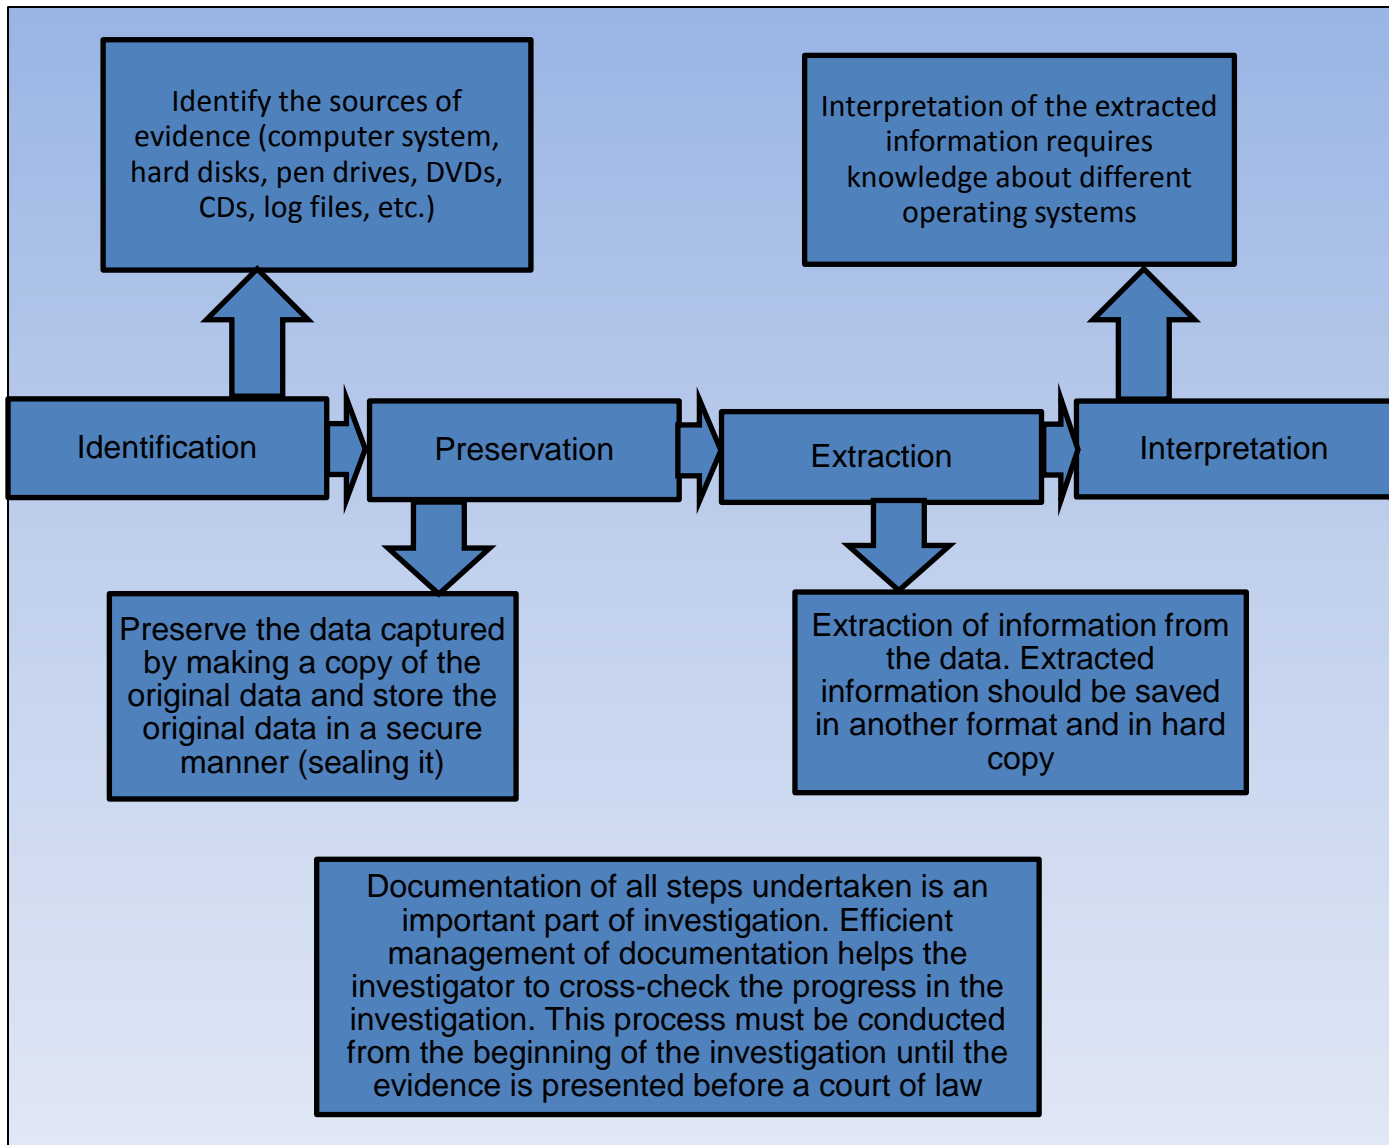 Identify the sources of
evidence (computer system,
hard disks, pen drives, DVDs,
CDs, log files, etc.)
Interpretation of the extracted
information requires
knowledge about different
operating systems
Identification
Preservation
Extraction
Interpretation
Preserve the data captured
by making a copy of the
original data and store the
original data in a secure
manner (sealing it)
Extraction of information from
the data. Extracted
information should be saved
in another format and in hard
copy
Documentation of all steps undertaken is an
important part of investigation. Efficient
management of documentation helps the
investigator to cross-check the progress in the
investigation. This process must be conducted
from the beginning of the investigation until the
evidence is presented before a court of law